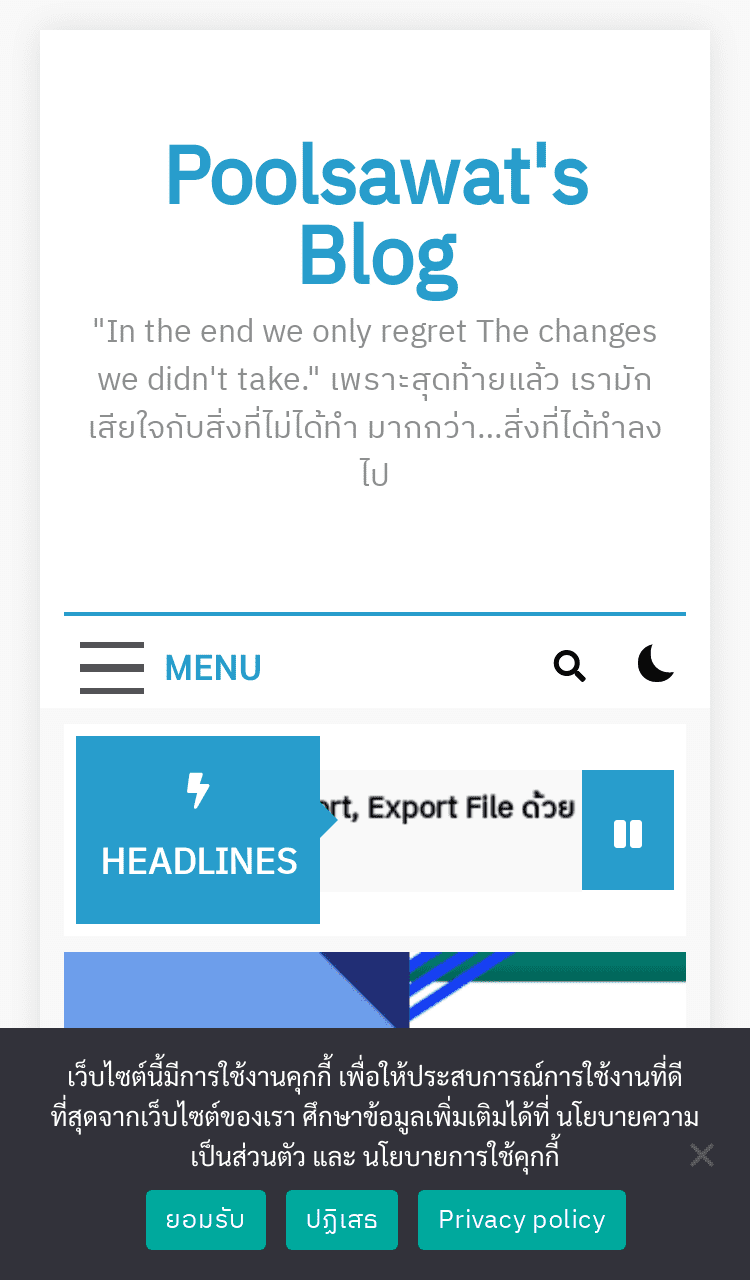 Poolsawat's
Blog
"In the end we only regret The changes
we didn't take." เพราะสุดท้ายแล้ว เรามัก
เสียใจกับสิ่งที่ไม่ได้ทำ มากกว่า...สิ่งที่ได้ทำลง
ไป
MENU
HEADLINES
rt, Export File ด้วย
เว็บไซต์นี้มีการใช้งานคุกกี้ เพื่อให้ประสบการณ์การใช้งานที่ดี
ที่สุดจากเว็บไซต์ของเรา ศึกษาข้อมูลเพิ่มเติมได้ที่ นโยบายความ
เป็นส่วนตัว และ นโยบายการใช้คุกกี้
ยอมรับ
ปฏิเสธ
Privacy policy